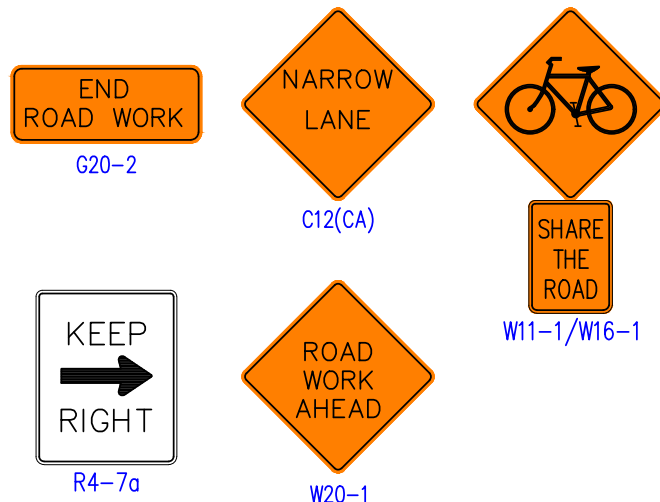 END
ROAD WORK
G20-2
NARROW
LANE
C12(CA)
SHARE
THE
ROAD
W11-1/W16-1
KEEP
RIGHT
R4-7a
ROAD
WORK
AHEAD
W20-1